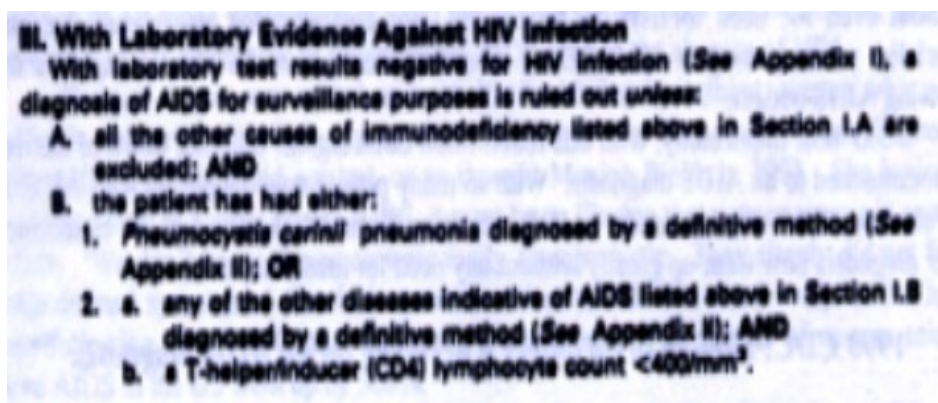 III. With Laboratory Evidence Against HIV Infection
With laboratory test results negative for HIV infection (See Appendix I), a
diagnosis of AIDS for surveillance purposes is ruled out unless:
A. all the other causes of immunodeficiency listed above in Section I.A are
excluded; AND
B. the patient has had either:
1. Pneumocystis carinii pneumonia diagnosed by a definitive method (See
Appendix II); OR
2. a. any of the other diseases indicative of AIDS listed above in Section I.B
diagnosed by a definitive method (See Appendix II); AND
b. a T-helper/inducer (CD4) lymphocyte count <400/mm³.